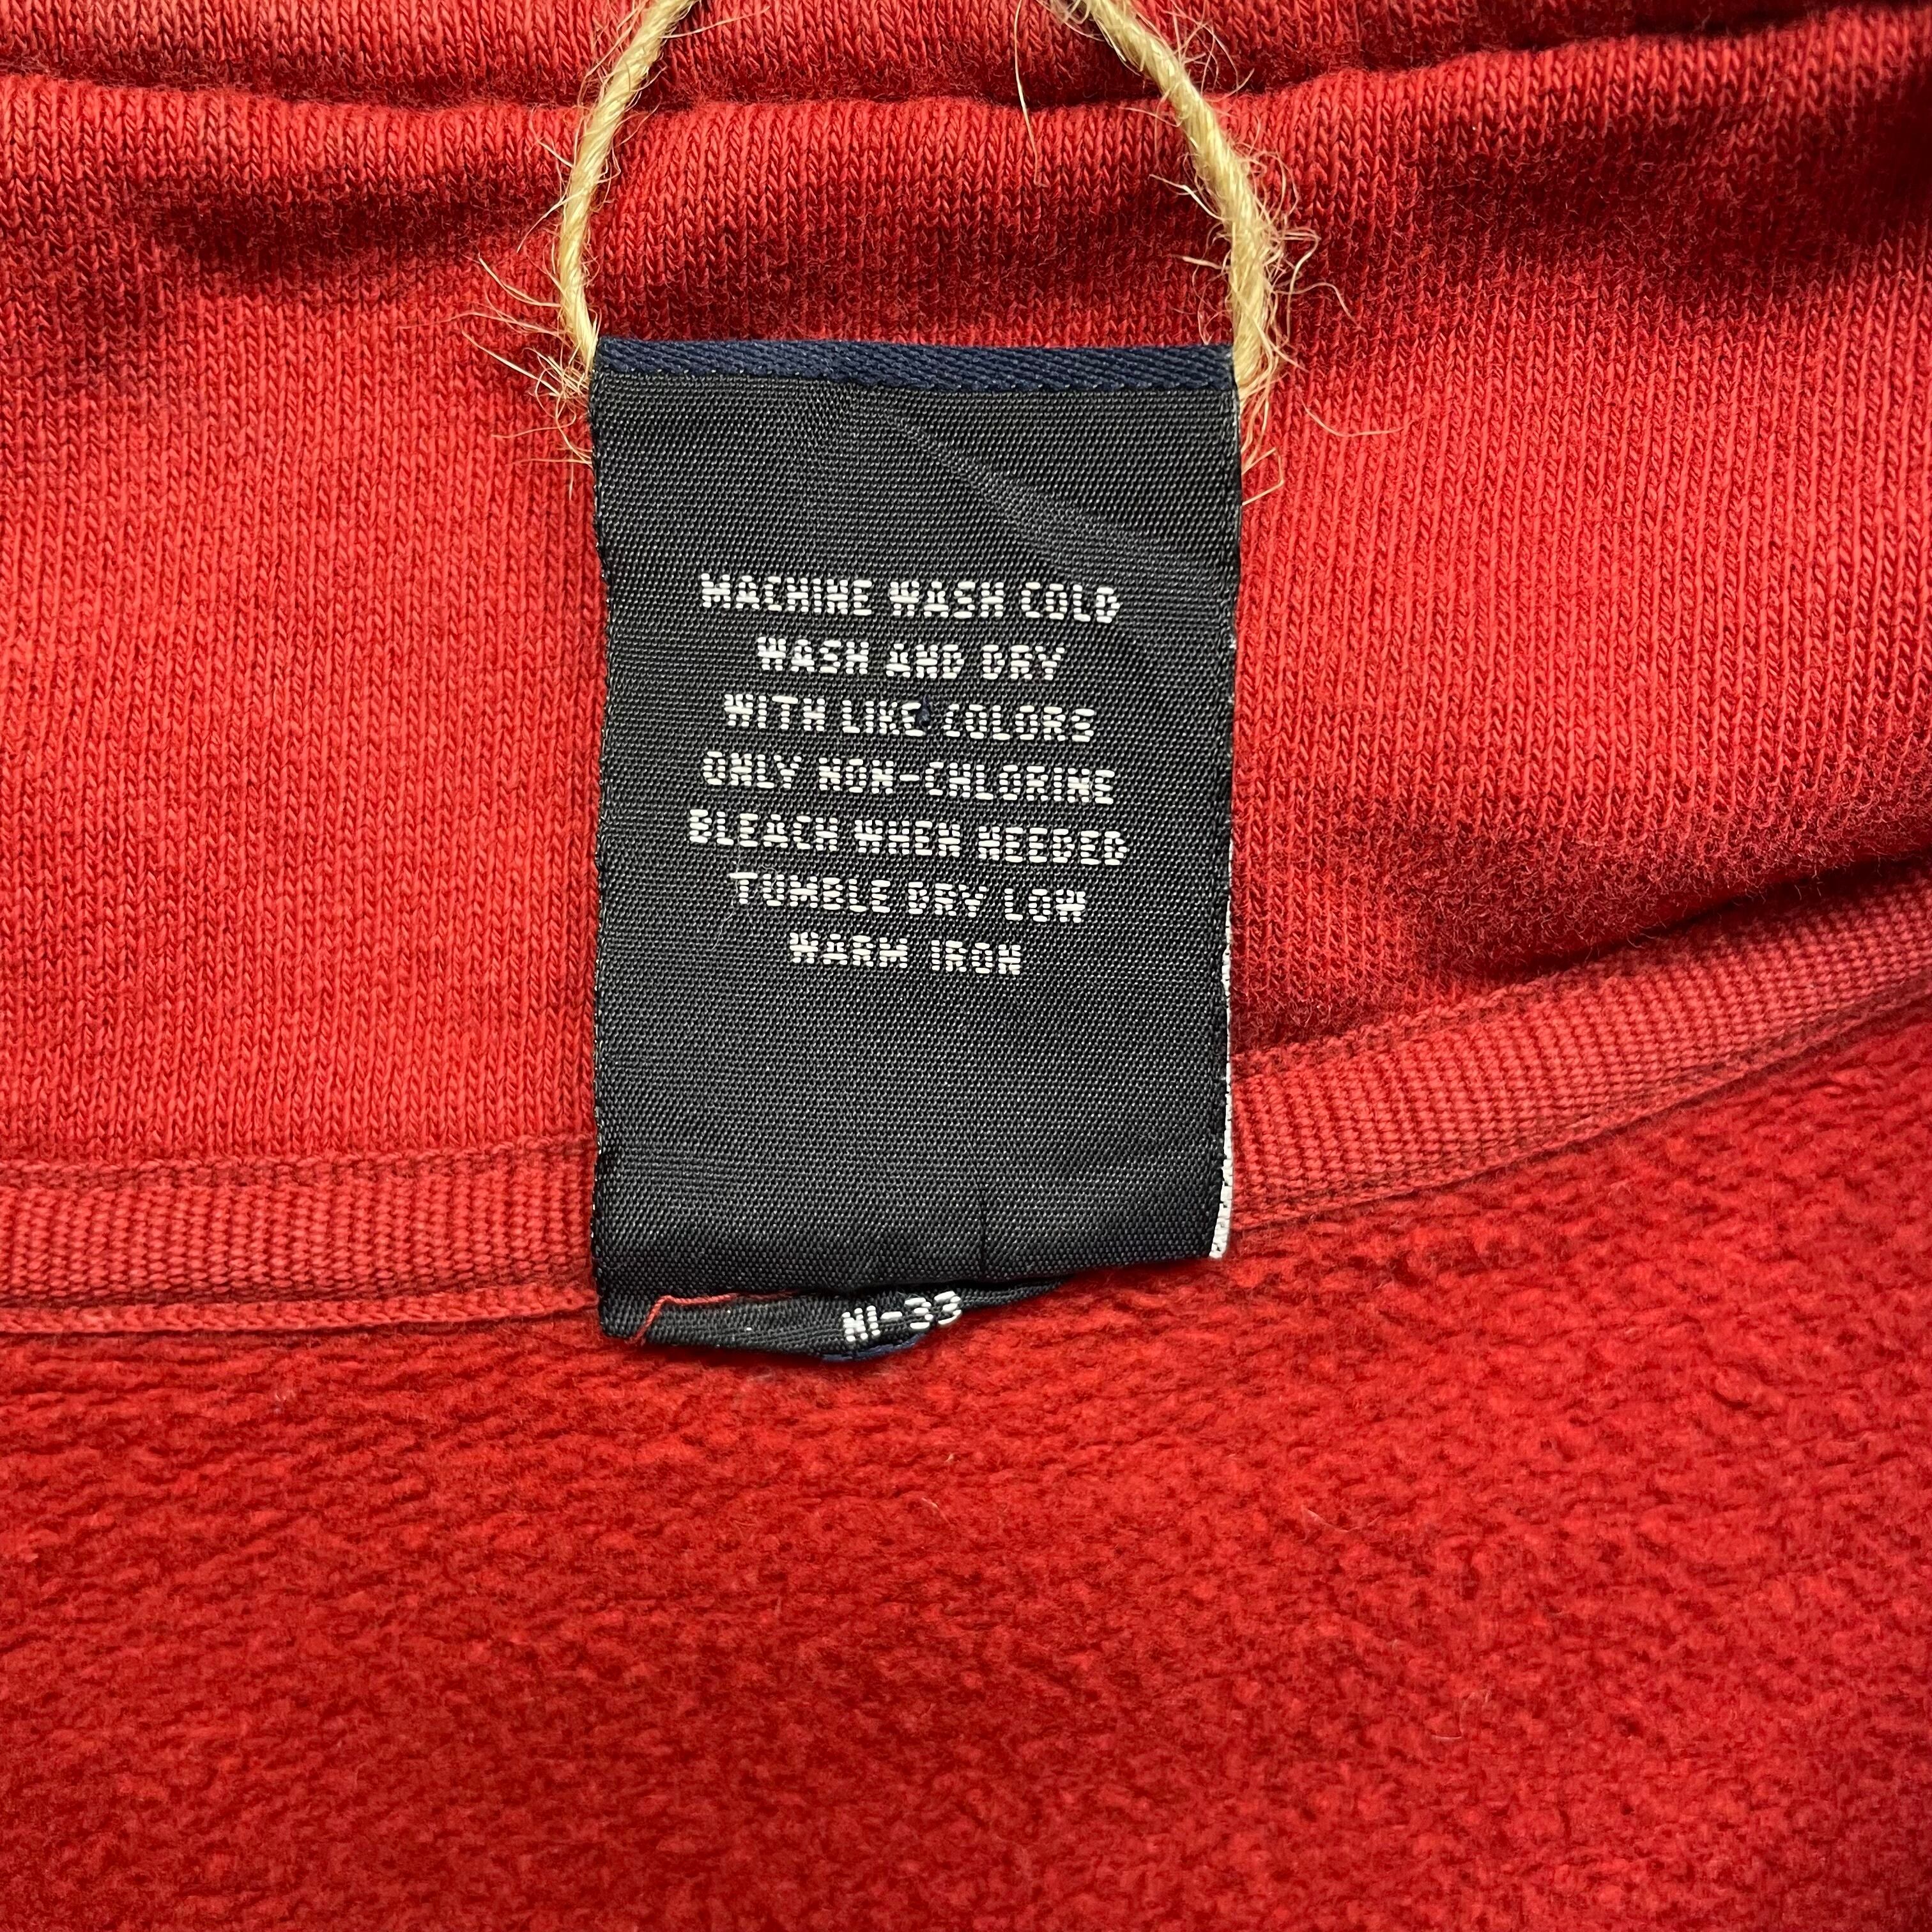 MACHINE WASH COLD
WASH AND DRY
WITH LIKE COLORS
ONLY NON-CHLORINE
BLEACH WHEN NEEDED
TUMBLE DRY LOW
WARM IRON
NI-33